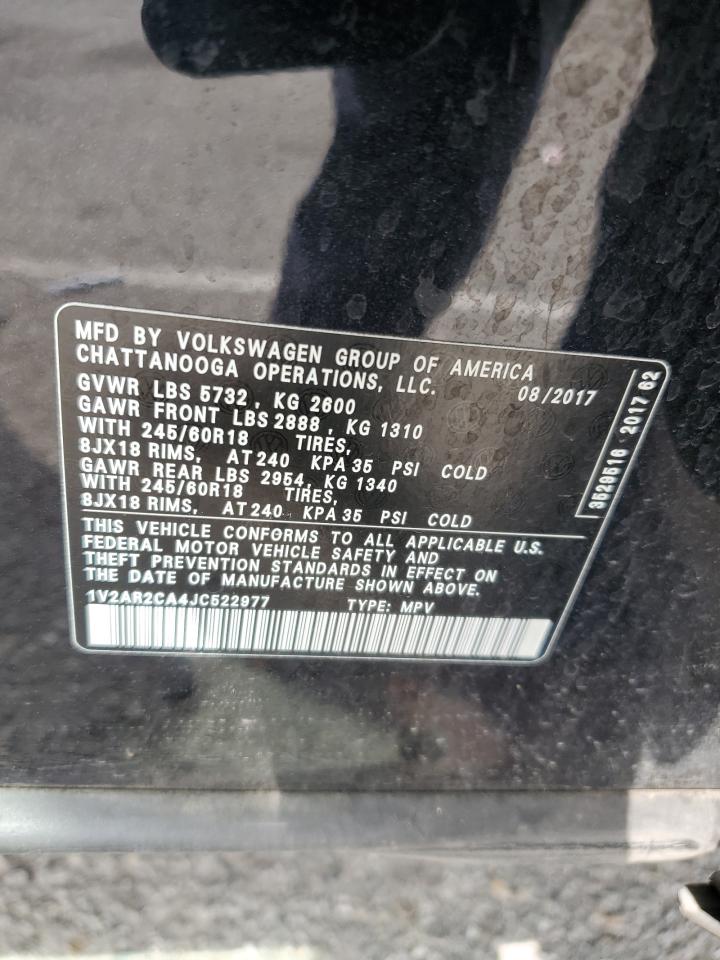 MFD BY VOLKSWAGEN GROUP OF AMERICA
CHATTANOOGA OPERATIONS, LLC. 08/2017
GVWR LBS 5732, KG 2600
GAWR FRONT LBS 2888, KG 1310
WITH 245/60R18 TIRES,
8JX18 RIMS, AT 240 KPA 35 PSI COLD
GAWR REAR LBS 2954, KG 1340
WITH 245/60R18 TIRES,
8JX18 RIMS, AT 240 KPA 35 PSI COLD
THIS VEHICLE CONFORMS TO ALL APPLICABLE U.S.
FEDERAL MOTOR VEHICLE SAFETY AND
THEFT PREVENTION STANDARDS IN EFFECT ON
THE DATE OF MANUFACTURE SHOWN ABOVE.
1V2AR2CA4JC522977 TYPE: MPV
3529516 2017 62